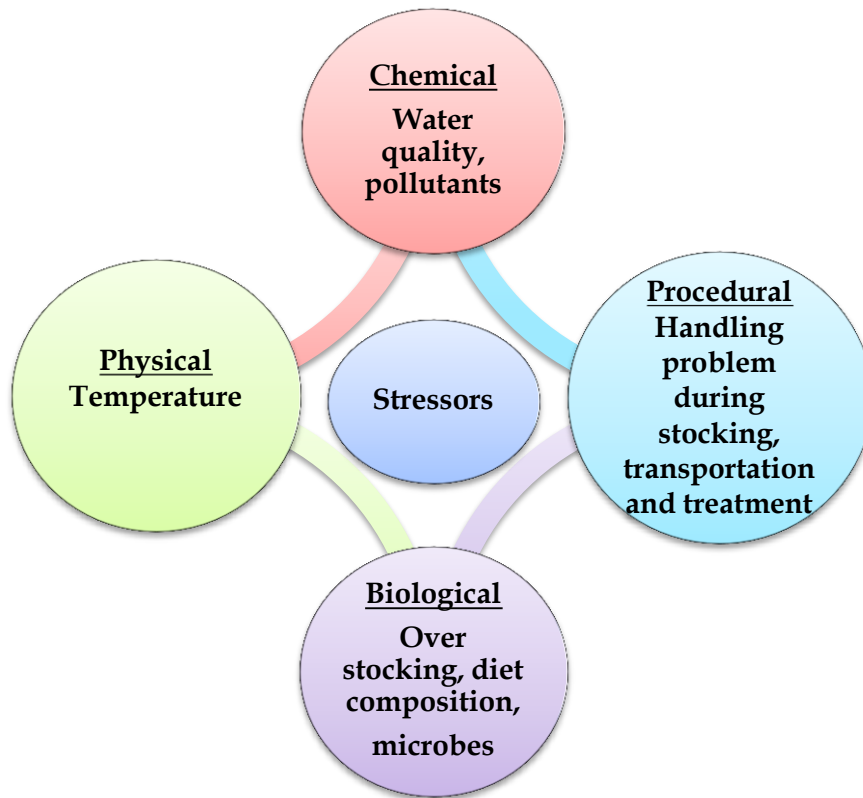 Chemical
Water
quality,
pollutants
Physical
Temperature
Stressors
Procedural
Handling
problem
during
stocking,
transportation
and treatment
Biological
Over
stocking, diet
composition,
microbes